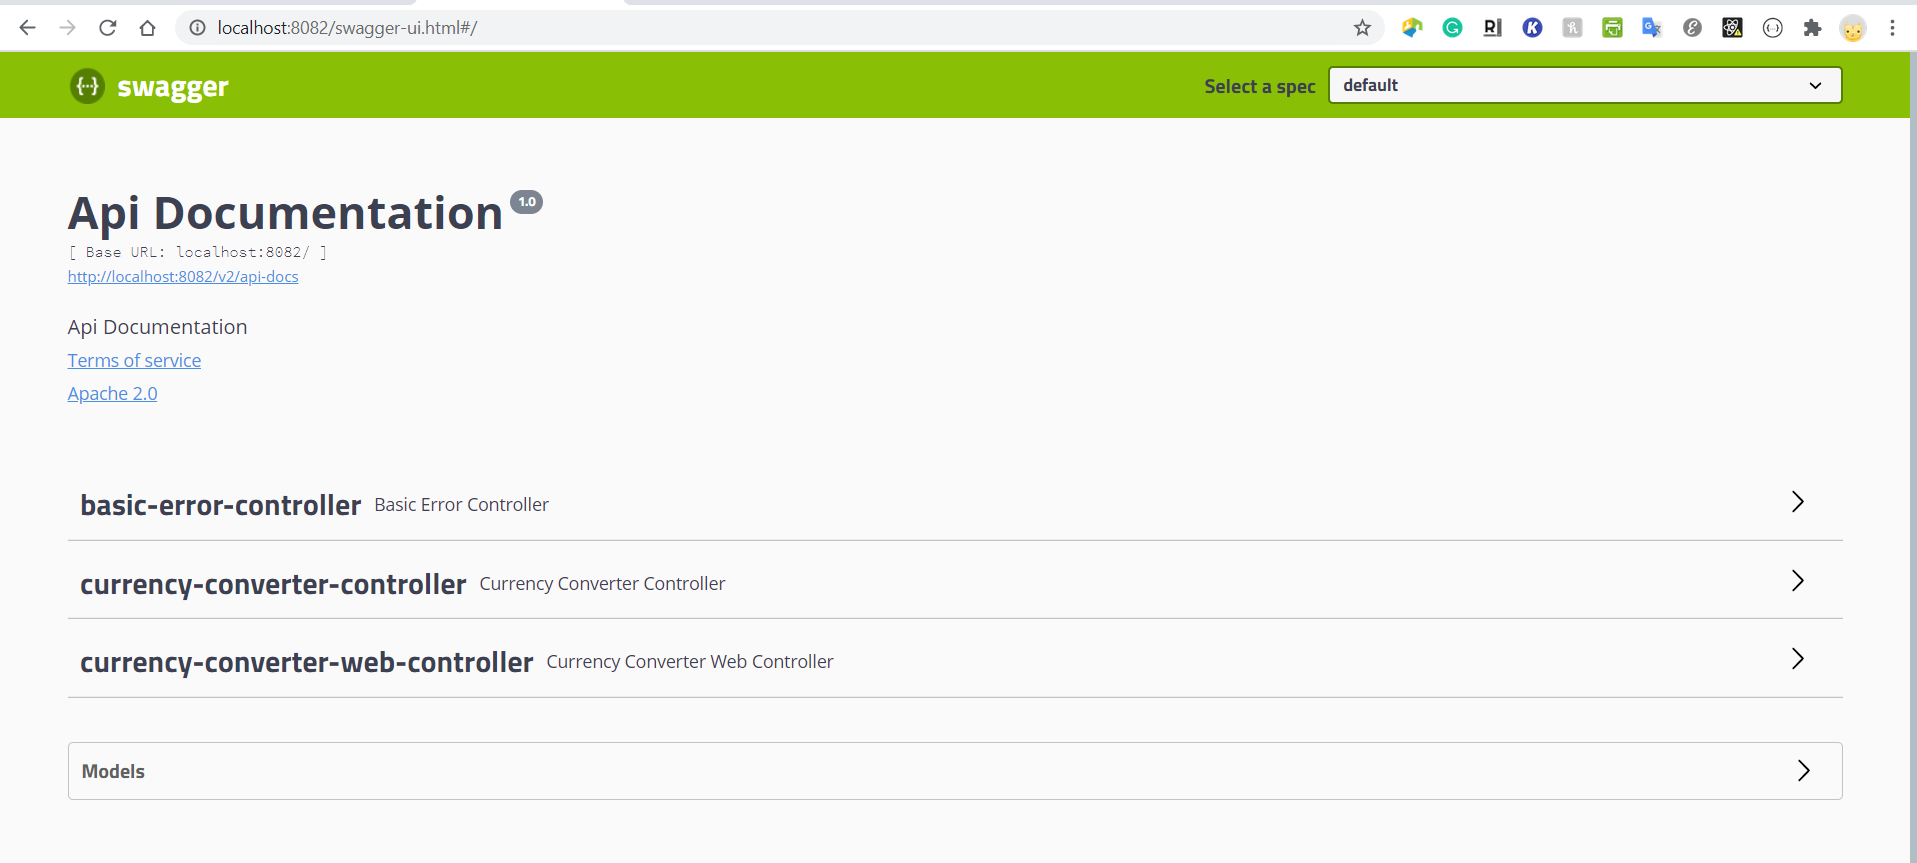 localhost:8082/swagger-ui.html#/
{···} swagger
Select a spec
default
Api Documentation 1.0
[ Base URL: localhost:8082/ ]
http://localhost:8082/v2/api-docs
Api Documentation
Terms of service
Apache 2.0
basic-error-controller Basic Error Controller
currency-converter-controller Currency Converter Controller
currency-converter-web-controller Currency Converter Web Controller
Models